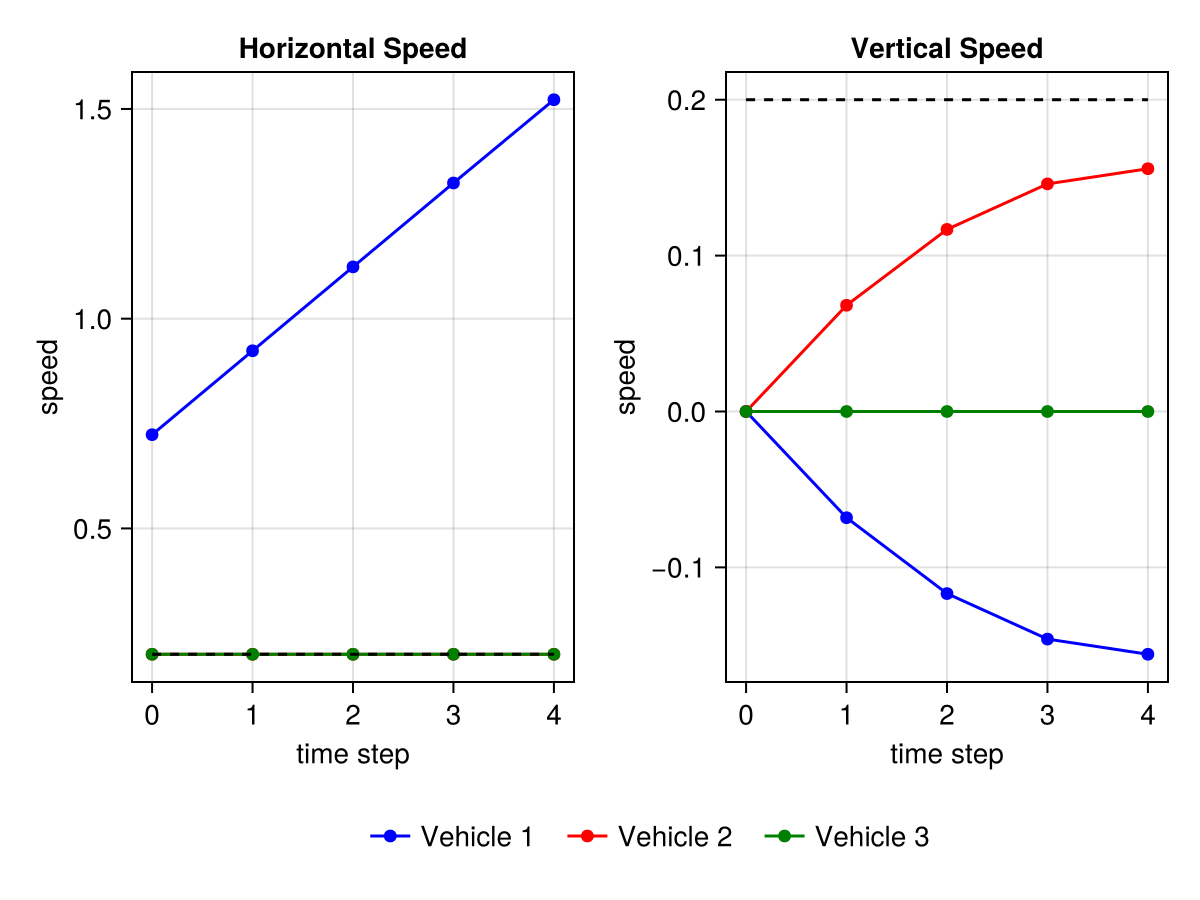 Horizontal Speed
1.5
1.0
0.5
speed
0 1 2 3 4
time step
Vertical Speed
0.2
0.1
0.0
−0.1
speed
0 1 2 3 4
time step
Vehicle 1 Vehicle 2 Vehicle 3